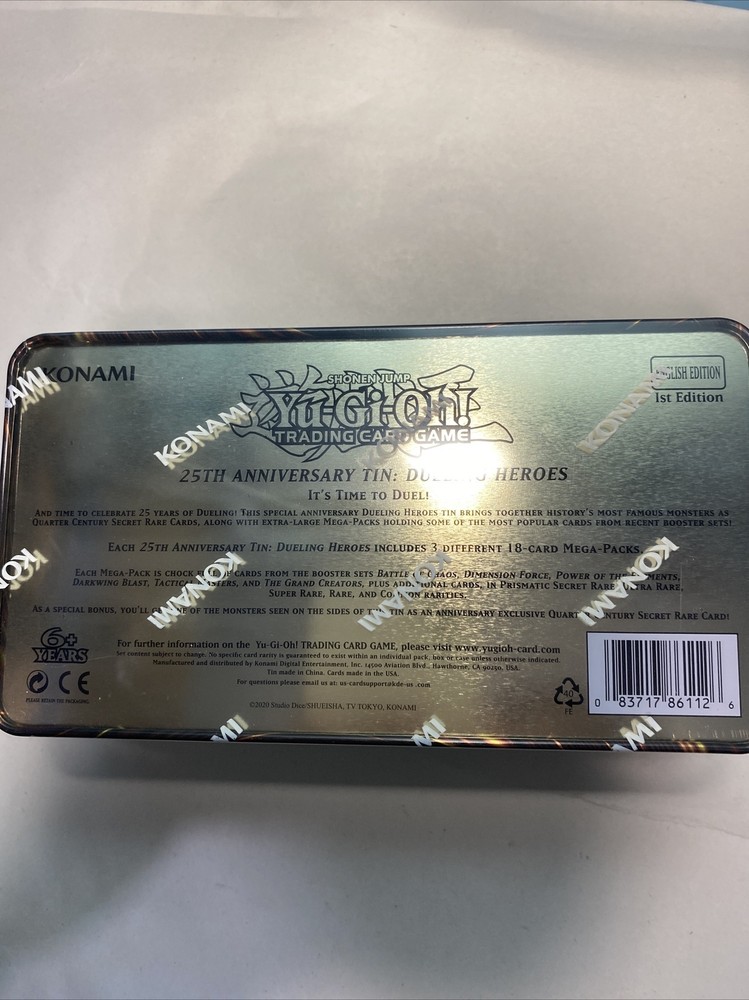 KONAMI
ENGLISH EDITION
1st Edition
SHONEN JUMP
Yu-Gi-Oh!
TRADING CARD GAME
25TH ANNIVERSARY TIN: DUELING HEROES
IT'S TIME TO DUEL!
AND TIME TO CELEBRATE 25 YEARS OF DUELING! THIS SPECIAL ANNIVERSARY DUELING HEROES TIN BRINGS TOGETHER HISTORY'S MOST FAMOUS MONSTERS AS
QUARTER CENTURY SECRET RARE CARDS, ALONG WITH EXTRA-LARGE MEGA-PACKS HOLDING SOME OF THE MOST POPULAR CARDS FROM RECENT BOOSTER SETS!
EACH 25TH ANNIVERSARY TIN: DUELING HEROES INCLUDES 3 DIFFERENT 18-CARD MEGA-PACKS.
EACH MEGA-PACK IS CHOCK OF CARDS FROM THE BOOSTER SETS BATTLE OF CHAOS, DIMENSION FORCE, POWER OF THE ELEMENTS,
DARKWING BLAST, TACTICAL MASTERS, AND THE GRAND CREATORS, PLUS ADDITIONAL CARDS, IN PRISMATIC SECRET RARE, ULTRA RARE,
SUPER RARE, RARE, AND COMMON RARITIES.
AS A SPECIAL BONUS, YOU'LL ONE OF THE MONSTERS SEEN ON THE SIDES OF THIS TIN AS AN ANNIVERSARY EXCLUSIVE QUARTER CENTURY SECRET RARE CARD!
6+
YEARS
CE
PLEASE RETAIN THE PACKAGING
For further information on the Yu-Gi-Oh! TRADING CARD GAME, please visit www.yugioh-card.com
Set content subject to change. No specific card rarity is guaranteed to exist within an individual pack, box or case unless otherwise indicated.
Manufactured and distributed by Konami Digital Entertainment, Inc. 14500 Aviation Blvd., Hawthorne, CA 90250, USA.
Tin made in China. Cards made in the USA.
For questions please email us at: us-cardsupport@kde-us.com
©2020 Studio Dice/SHUEISHA, TV TOKYO, KONAMI
40
PE
0 83717 86112 6
KONAMI
KONAMI
KONAMI
KONAMI
KONAMI
KONAMI